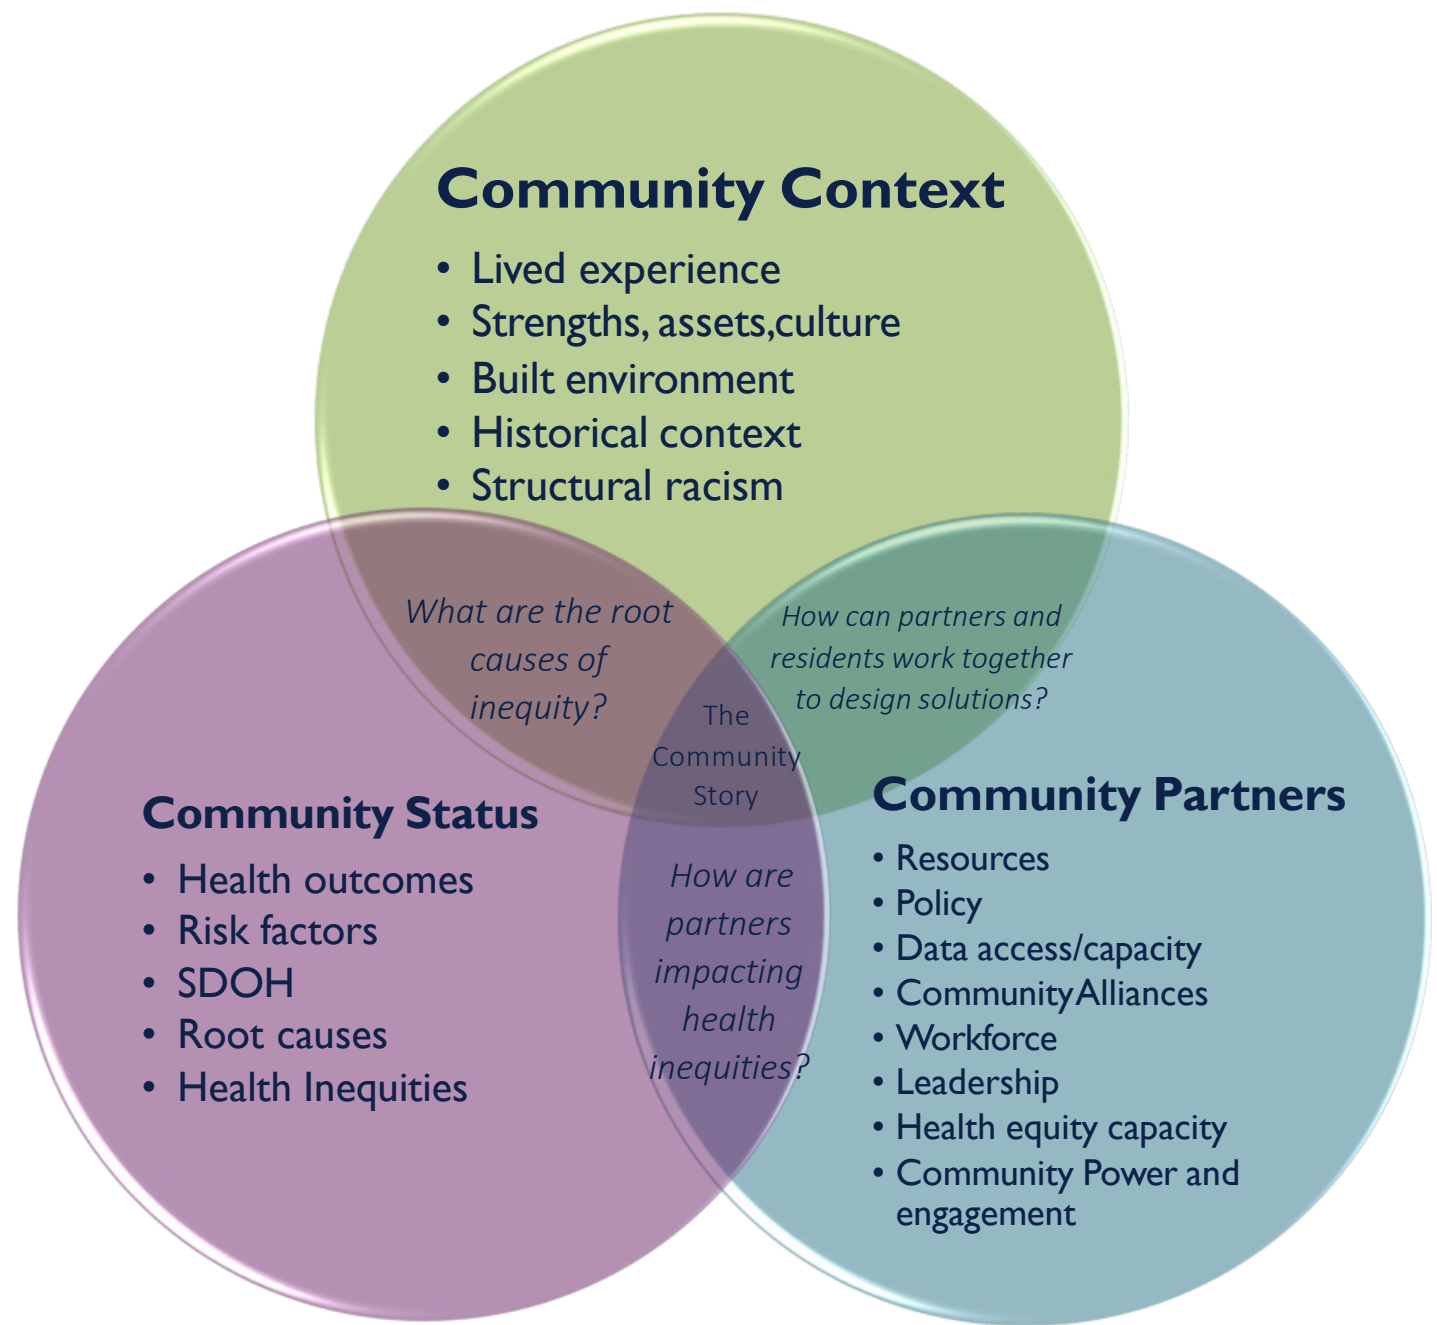 Community Context
• Lived experience
• Strengths, assets,culture
• Built environment
• Historical context
• Structural racism
What are the root
causes of
inequity?
How can partners and
residents work together
to design solutions?
The
Community
Story
Community Status
• Health outcomes
• Risk factors
• SDOH
• Root causes
• Health Inequities
How are
partners
impacting
health
inequities?
Community Partners
• Resources
• Policy
• Data access/capacity
• CommunityAlliances
• Workforce
• Leadership
• Health equity capacity
• Community Power and
engagement